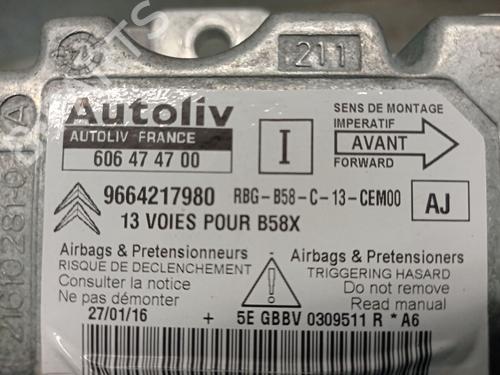 211
Autoliv
AUTOLIV-FRANCE
606 47 47 00
I
SENS DE MONTAGE
IMPERATIF
AVANT
FORWARD
9664217980 RBG-B58-C-13-CEM00
AJ
13 VOIES POUR B58X
Airbags & Pretensionneurs
RISQUE DE DECLENCHEMENT
Consulter la notice
Ne pas démonter
Airbags & Pretensioners
TRIGGERING HASARD
Do not remove
Read manual
27/01/16 + 5E GBBV 0309511 R * A6